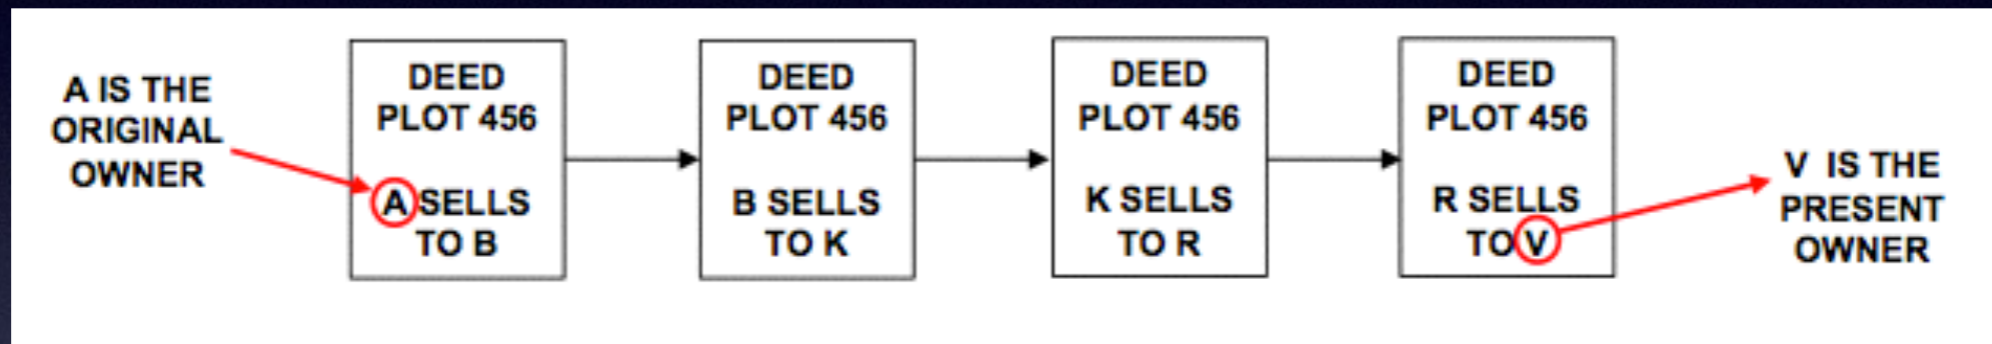 A IS THE
ORIGINAL
OWNER
DEED
PLOT 456
A SELLS
TO B
DEED
PLOT 456
B SELLS
TO K
DEED
PLOT 456
K SELLS
TO R
DEED
PLOT 456
R SELLS
TO V
V IS THE
PRESENT
OWNER